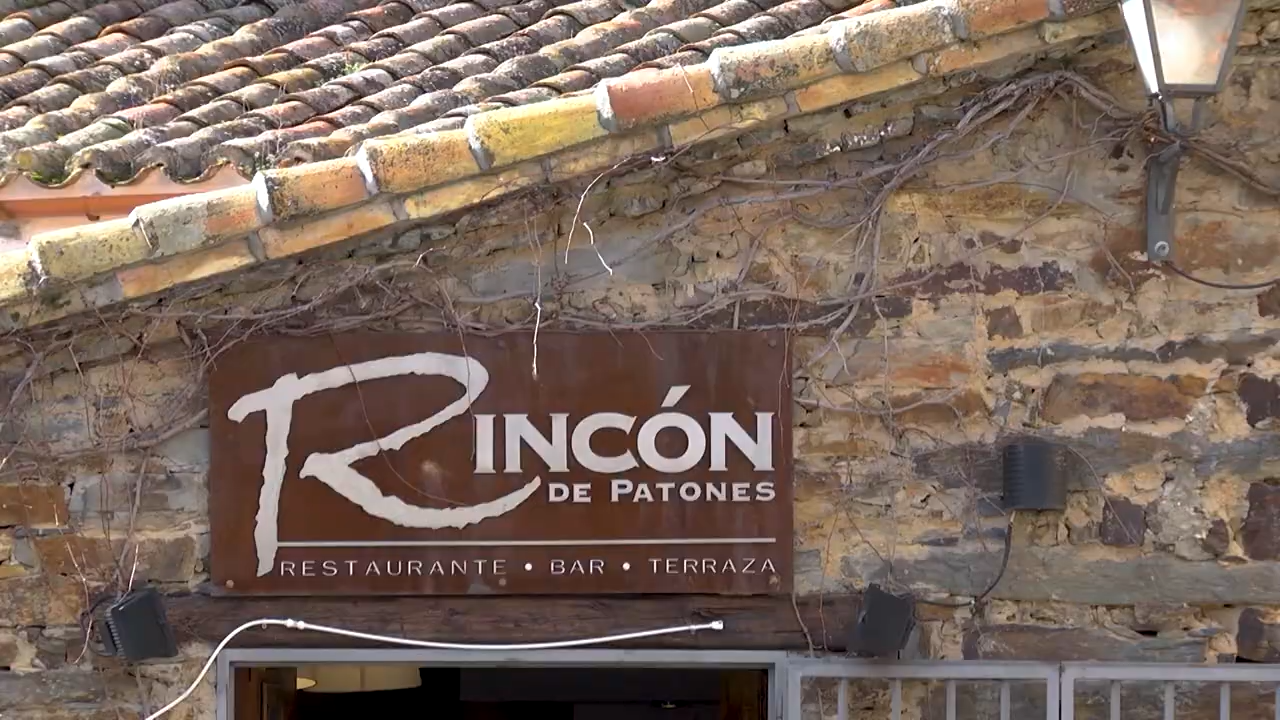 RINCÓN
DE PATONES
RESTAURANTE • BAR • TERRAZA